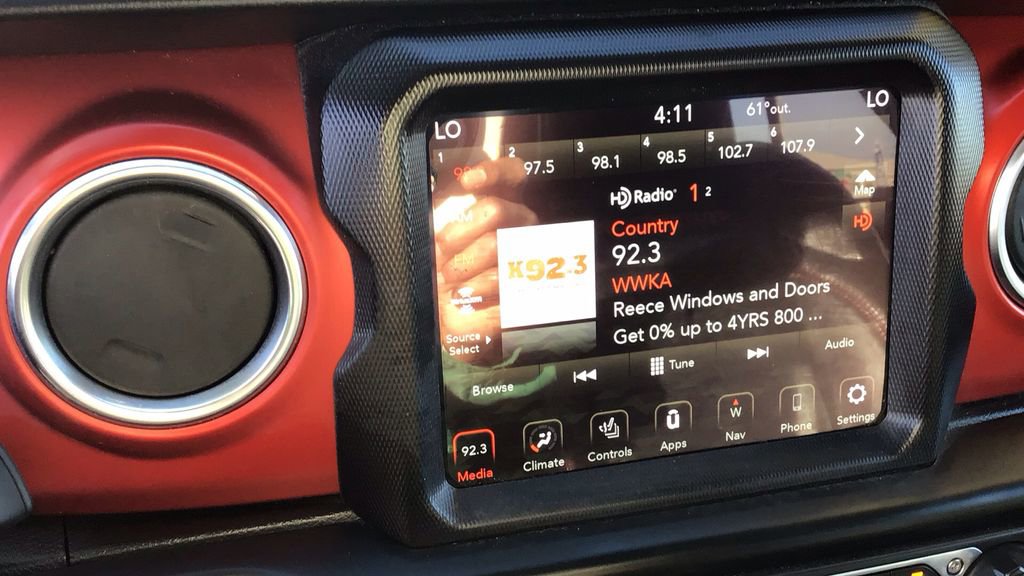 LO 4:11 61°out. LO
1 2 97.5 3 98.1 4 98.5 5 102.7 6 107.9
HD Radio 1 2
Map
Country
92.3
WWKA
Reece Windows and Doors
Get 0% up to 4YRS 800 ...
K92.3
HD
FM
Source
Select
Browse Tune Audio
92.3 W
Media Climate Controls Apps Nav Phone Settings